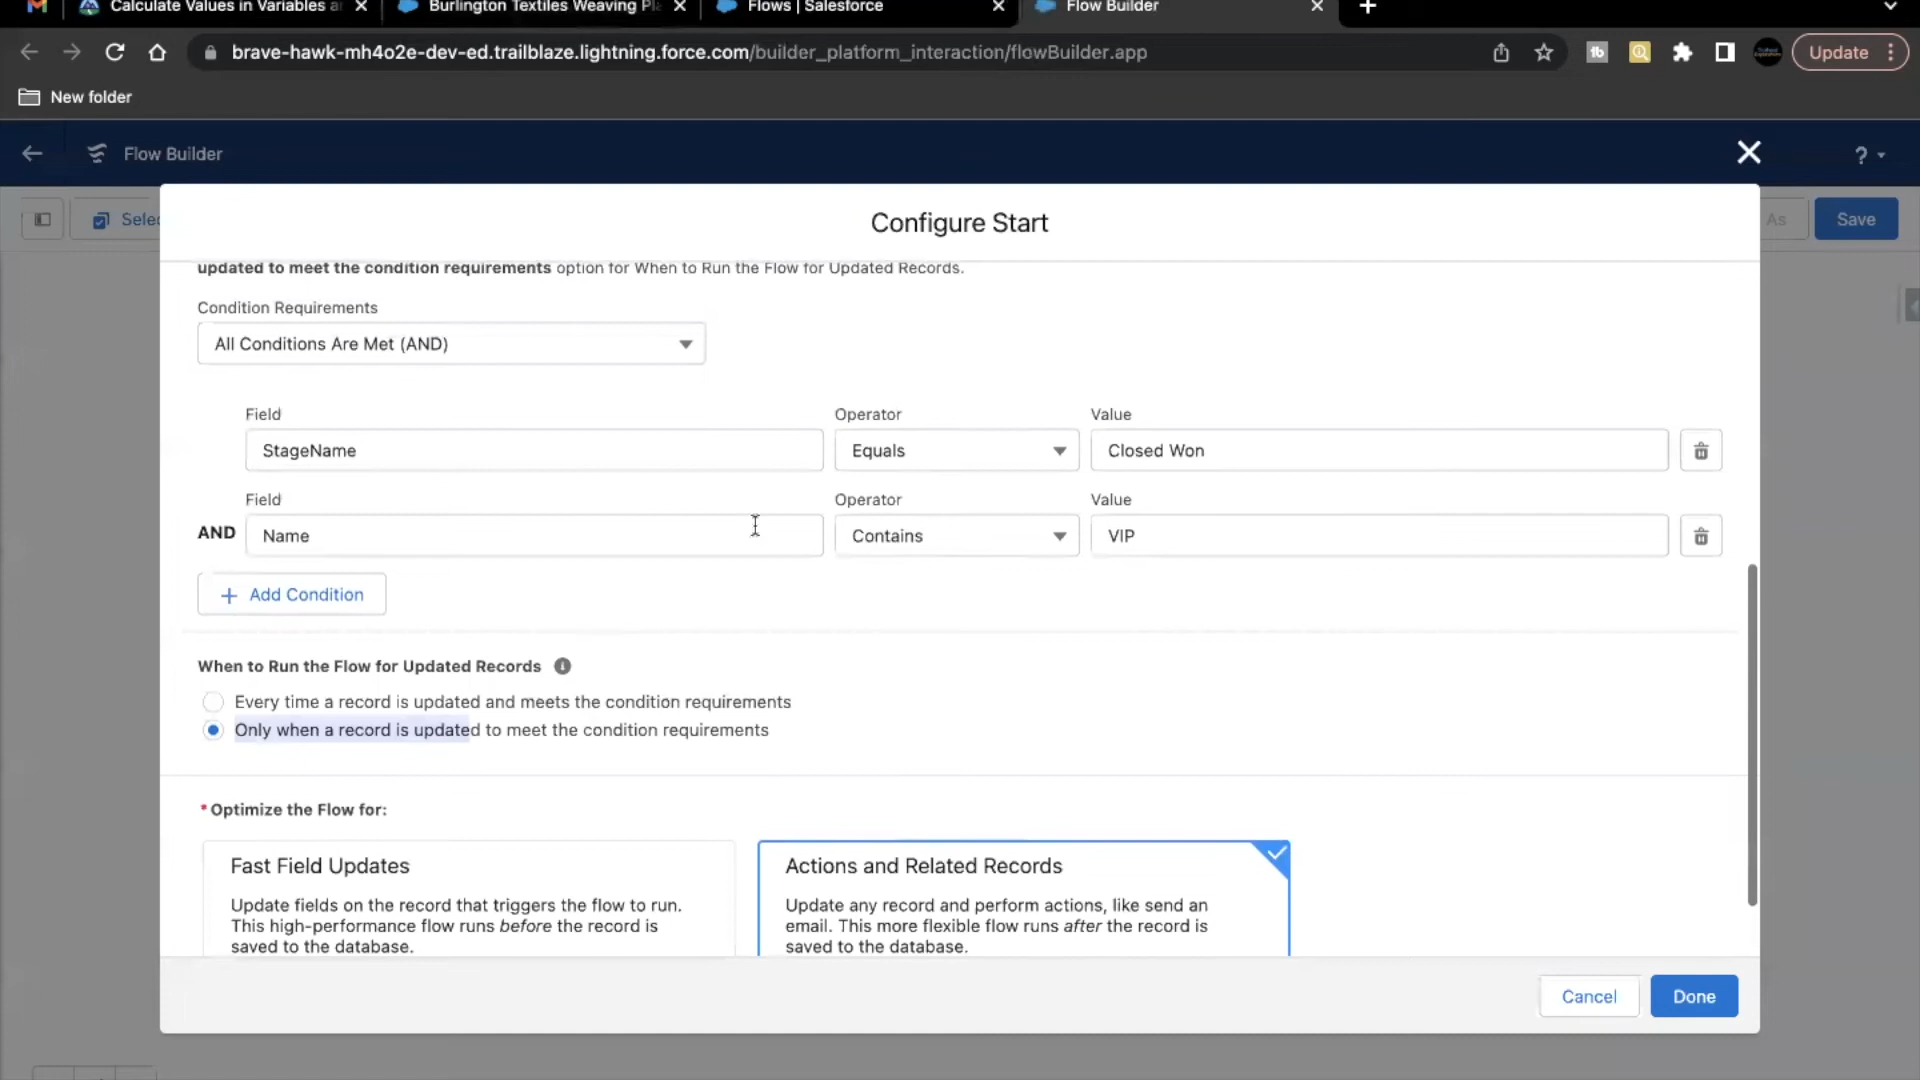 Calculate Values in Variables a
Burlington Textiles Weaving Pl
Flows | Salesforce
Flow Builder
brave-hawk-mh4o2e-dev-ed.trailblaze.lightning.force.com/builder_platform_interaction/flowBuilder.app
Update
New folder
Flow Builder
?
Selec
As
Save
Configure Start
updated to meet the condition requirements option for When to Run the Flow for Updated Records.
Condition Requirements
All Conditions Are Met (AND)
Field Operator Value
StageName Equals Closed Won
Field Operator Value
AND Name Contains VIP
+ Add Condition
When to Run the Flow for Updated Records
Every time a record is updated and meets the condition requirements
Only when a record is updated to meet the condition requirements
* Optimize the Flow for:
Fast Field Updates
Update fields on the record that triggers the flow to run.
This high-performance flow runs before the record is
saved to the database.
Actions and Related Records
Update any record and perform actions, like send an
email. This more flexible flow runs after the record is
saved to the database.
Cancel
Done